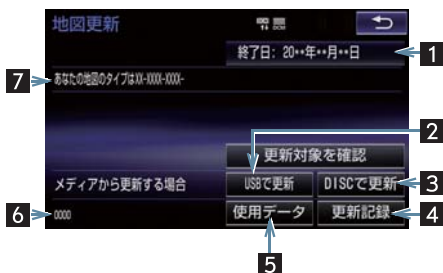 地図更新
終了日: 20**年**月**日
1
7
あなたの地図のタイプはXX-XXXX-XXXX-
2
更新対象を確認
メディアから更新する場合
USBで更新
DISCで更新
3
6
0000
使用データ
更新記録
4
5